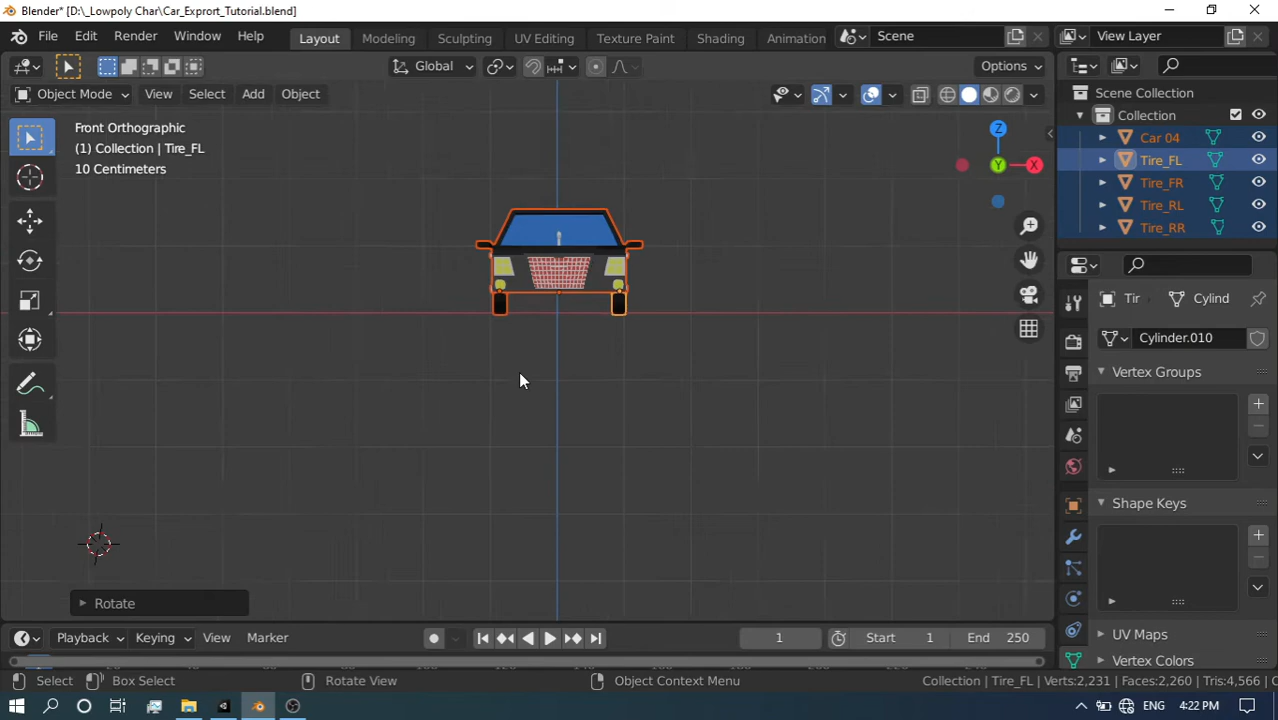 Blender* [D:\_Lowpoly Char\Car_Exprort_Tutorial.blend]
File Edit Render Window Help Layout Modeling Sculpting UV Editing Texture Paint Shading Animation Scene View Layer
Global Options
Object Mode View Select Add Object
Scene Collection
Collection
Front Orthographic
(1) Collection | Tire_FL
10 Centimeters
Z
Y
X
Car 04
Tire_FL
Tire_FR
Tire_RL
Tire_RR
Tir Cylind
Cylinder.010
Vertex Groups
Shape Keys
UV Maps
Vertex Colors
Rotate
Playback Keying View Marker 1 Start 1 End 250
Select Box Select Rotate View Object Context Menu Collection | Tire_FL | Verts:2,231 | Faces:2,260 | Tris:4,566
ENG 4:22 PM